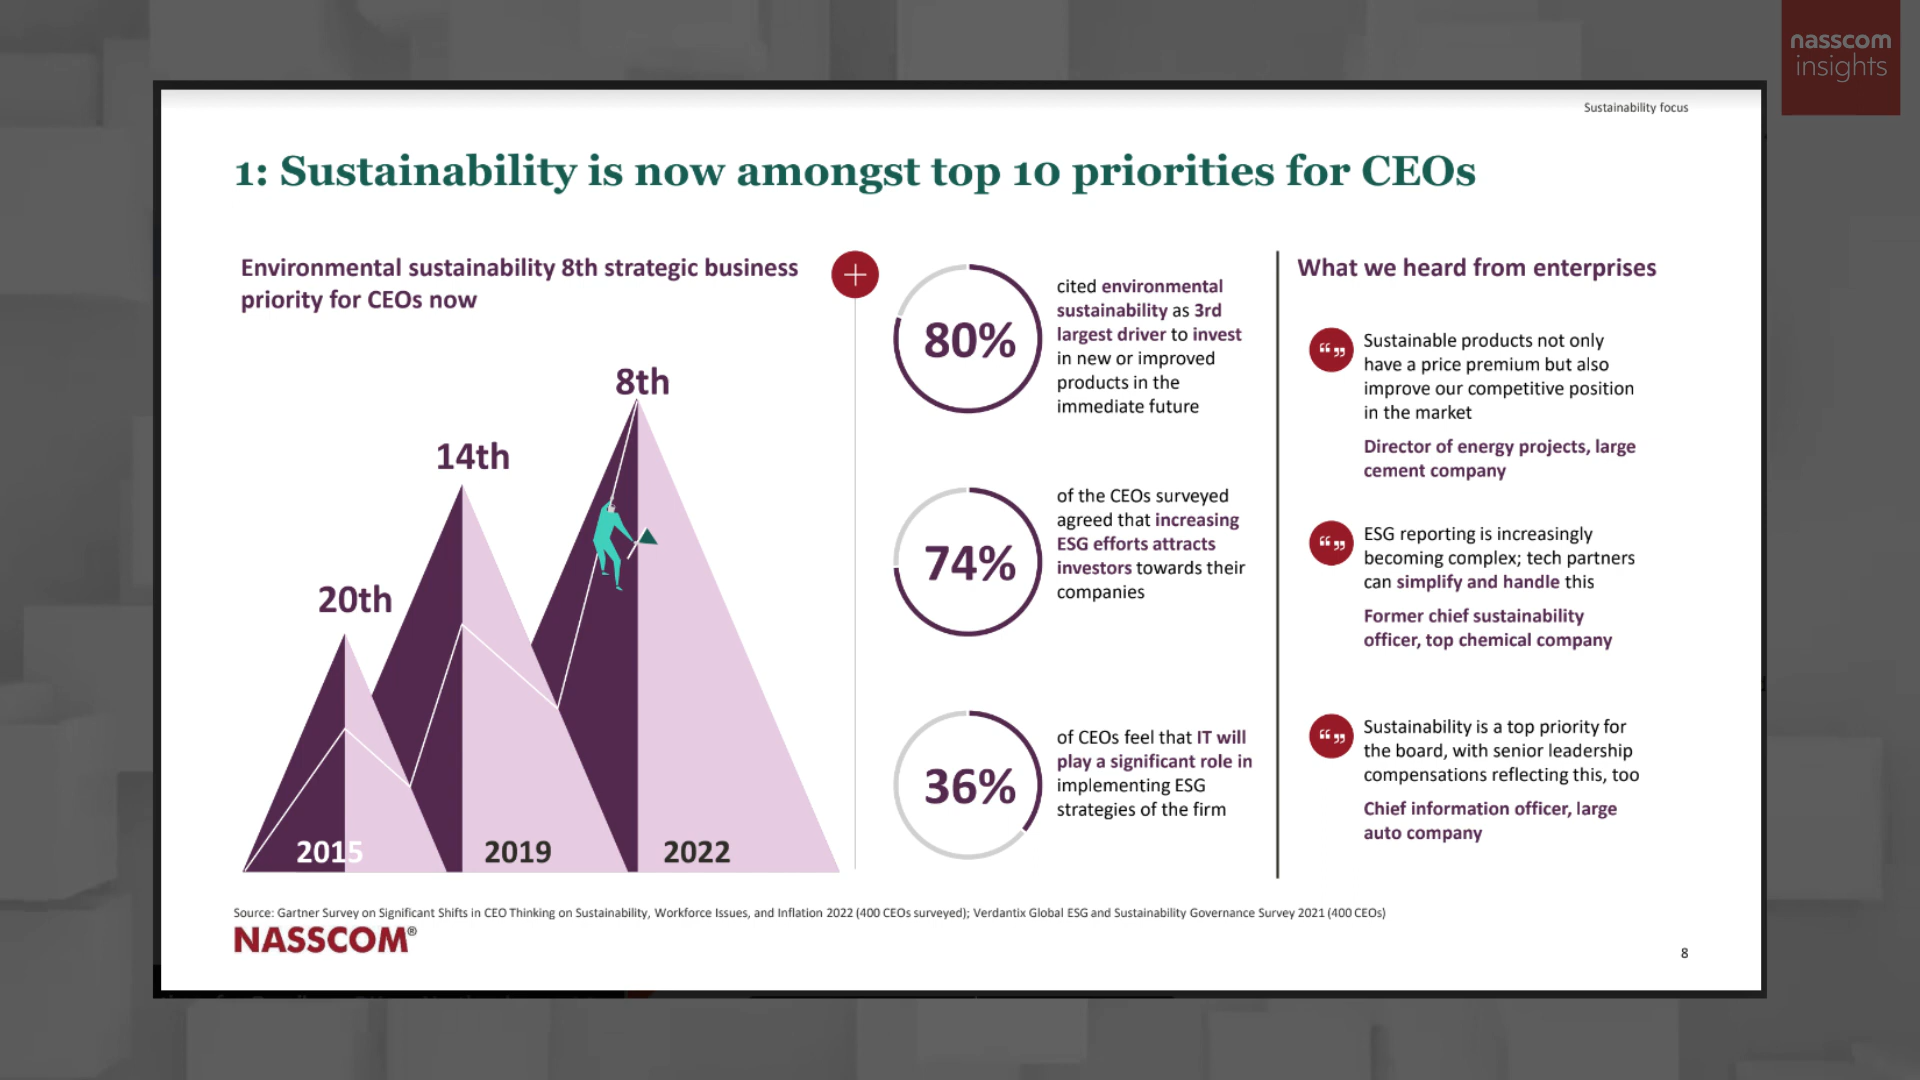 nasscom
insights
Sustainability focus
1: Sustainability is now amongst top 10 priorities for CEOs
Environmental sustainability 8th strategic business
priority for CEOs now
8th
14th
20th
2015
2019
2022
80%
cited environmental
sustainability as 3rd
largest driver to invest
in new or improved
products in the
immediate future
74%
of the CEOs surveyed
agreed that increasing
ESG efforts attracts
investors towards their
companies
36%
of CEOs feel that IT will
play a significant role in
implementing ESG
strategies of the firm
What we heard from enterprises
Sustainable products not only
have a price premium but also
improve our competitive position
in the market
Director of energy projects, large
cement company
ESG reporting is increasingly
becoming complex; tech partners
can simplify and handle this
Former chief sustainability
officer, top chemical company
Sustainability is a top priority for
the board, with senior leadership
compensations reflecting this, too
Chief information officer, large
auto company
Source: Gartner Survey on Significant Shifts in CEO Thinking on Sustainability, Workforce Issues, and Inflation 2022 (400 CEOs surveyed); Verdantix Global ESG and Sustainability Governance Survey 2021 (400 CEOs)
NASSCOM®
8